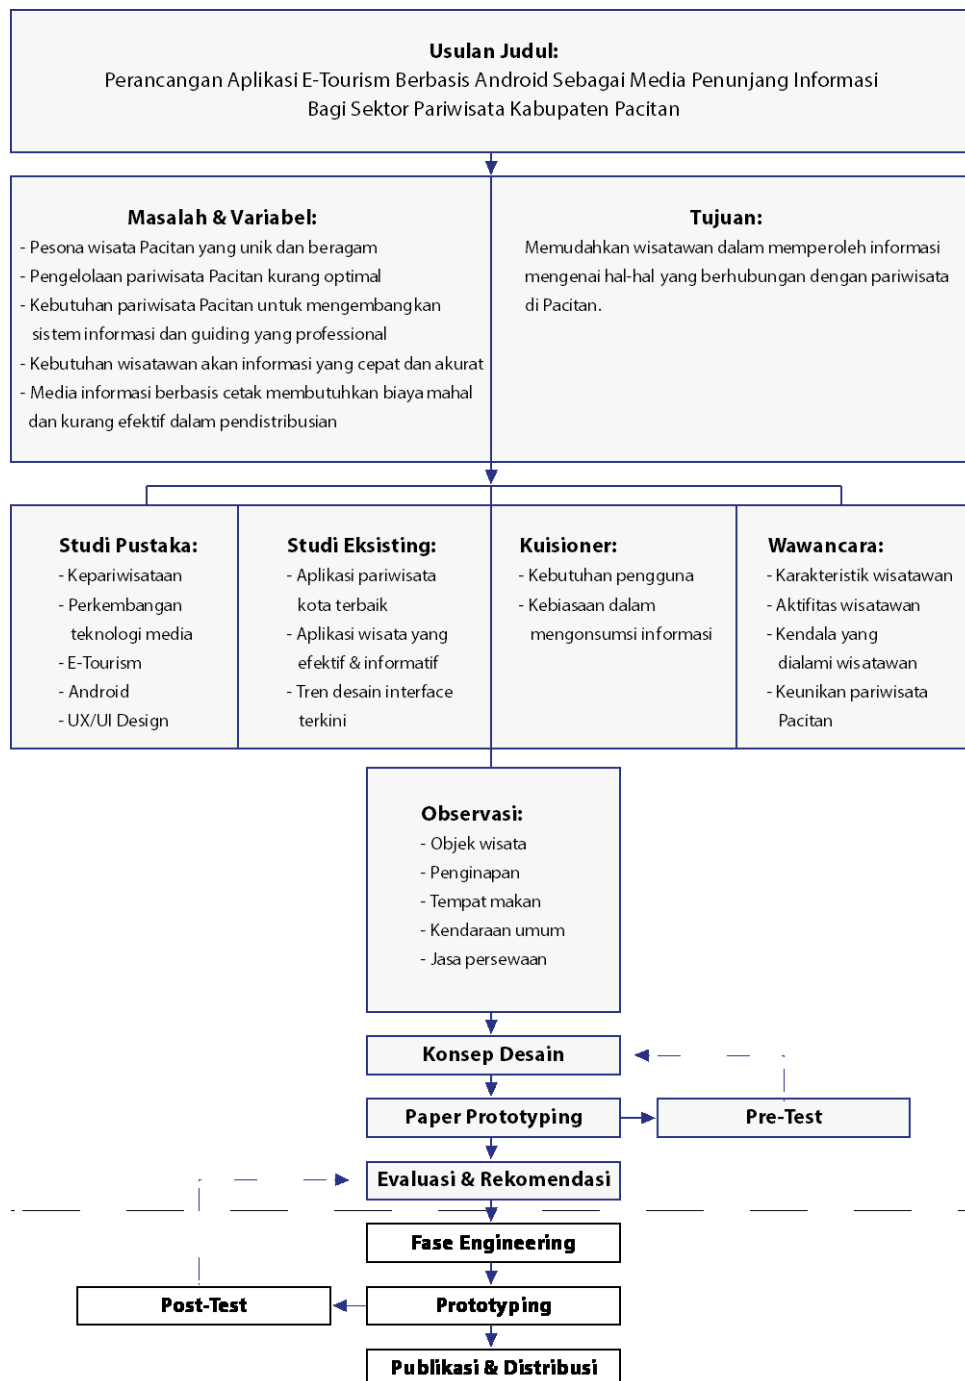 Usulan Judul:
Perancangan Aplikasi E-Tourism Berbasis Android Sebagai Media Penunjang Informasi
Bagi Sektor Pariwisata Kabupaten Pacitan
Masalah & Variabel:
- Pesona wisata Pacitan yang unik dan beragam
- Pengelolaan pariwisata Pacitan kurang optimal
- Kebutuhan pariwisata Pacitan untuk mengembangkan
sistem informasi dan guiding yang professional
- Kebutuhan wisatawan akan informasi yang cepat dan akurat
- Media informasi berbasis cetak membutuhkan biaya mahal
dan kurang efektif dalam pendistribusian
Tujuan:
Memudahkan wisatawan dalam memperoleh informasi
mengenai hal-hal yang berhubungan dengan pariwisata
di Pacitan.
Studi Pustaka:
- Kepariwisataan
- Perkembangan
teknologi media
- E-Tourism
- Android
- UX/UI Design
Studi Eksisting:
- Aplikasi pariwisata
kota terbaik
- Aplikasi wisata yang
efektif & informatif
- Tren desain interface
terkini
Kuisioner:
- Kebutuhan pengguna
- Kebiasaan dalam
mengonsumsi informasi
Wawancara:
- Karakteristik wisatawan
- Aktifitas wisatawan
- Kendala yang
dialami wisatawan
- Keunikan pariwisata
Pacitan
Observasi:
- Objek wisata
- Penginapan
- Tempat makan
- Kendaraan umum
- Jasa persewaan
Konsep Desain
Paper Prototyping
Pre-Test
Evaluasi & Rekomendasi
Fase Engineering
Post-Test
Prototyping
Publikasi & Distribusi